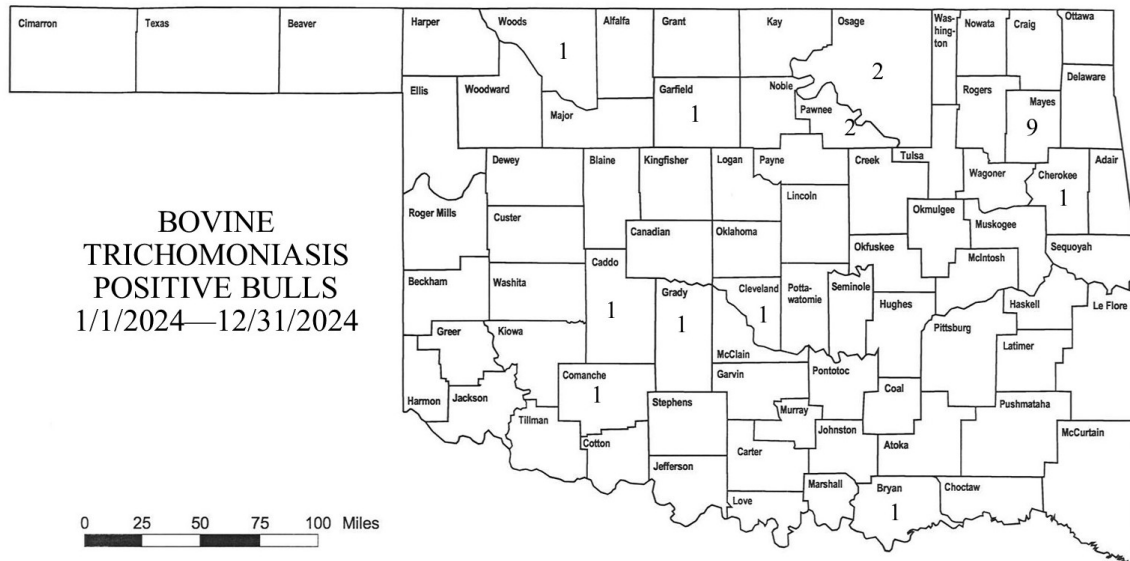 Cimarron
Texas
Beaver
Harper
Woods
1
Alfalfa
Grant
Kay
Osage
2
Wash-
ing-
ton
Nowata
Craig
Ottawa
Ellis
Woodward
Major
Garfield
1
Noble
Pawnee
2
Rogers
Mayes
9
Delaware
Dewey
Blaine
Kingfisher
Logan
Payne
Creek
Tulsa
Wagoner
Cherokee
1
Adair
Roger Mills
Custer
Canadian
Oklahoma
Lincoln
Okmulgee
Muskogee
Okfuskee
McIntosh
Sequoyah
BOVINE
TRICHOMONIASIS
POSITIVE BULLS
1/1/2024—12/31/2024
Beckham
Washita
Caddo
1
Grady
1
Cleveland
1
McClain
Potta-
watomie
Seminole
Hughes
Pittsburg
Haskell
Le Flore
Latimer
Greer
Kiowa
Harmon
Jackson
Comanche
1
Tillman
Cotton
Stephens
Garvin
Pontotoc
Murray
Coal
Johnston
Atoka
Pushmataha
McCurtain
Jefferson
Carter
Love
Marshall
Bryan
1
Choctaw
0 25 50 75 100 Miles